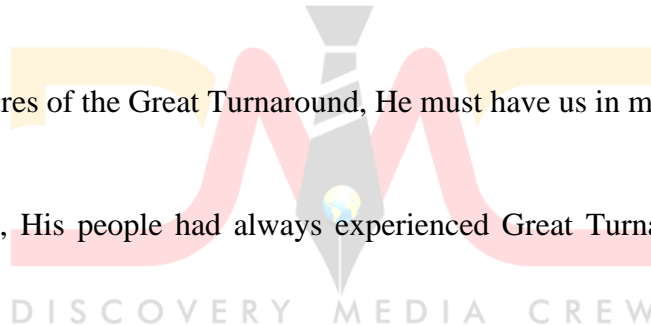 res of the Great Turnaround, He must have us in m
, His people had always experienced Great Turna
DISCOVERY MEDIA CREW